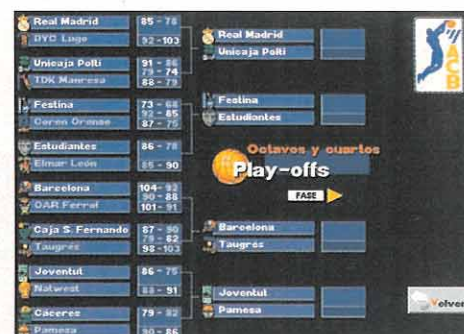 Real Madrid 85 - 78
DYC Lugo 92 -103
Unicaja Polti 91 - 86
79 - 74
TDK Manresa 88 - 79
Festina 73 - 68
92 - 85
Coren Orense 87 - 75
Estudiantes 86 - 78
Elmar León 85 - 90
Barcelona 104- 92
90 - 88
OAR Ferrol 101 - 91
Caja S. Fernando 87 - 90
79 - 82
Taugrés 98 -103
Joventut 86 - 75
Natwest 88 - 91
Cáceres 79 - 82
Pamesa 90 - 86
Real Madrid
Unicaja Polti
Festina
Estudiantes
Octavos y cuartos
Play-offs
FASE
Barcelona
Taugrés
Joventut
Pamesa
ACB
Volver